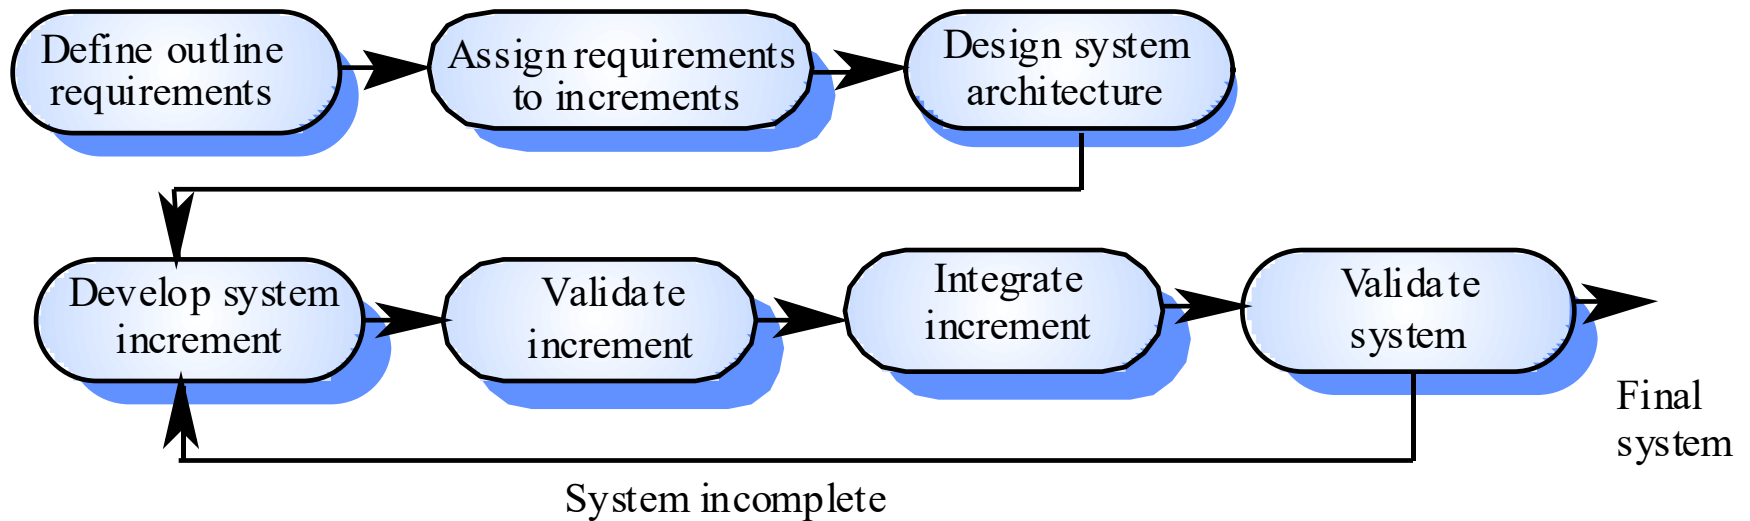 Define outline
requirements
Assign requirements
to increments
Design system
architecture
Develop system
increment
Validate
increment
Integrate
increment
Validate
system
Final
system
System incomplete